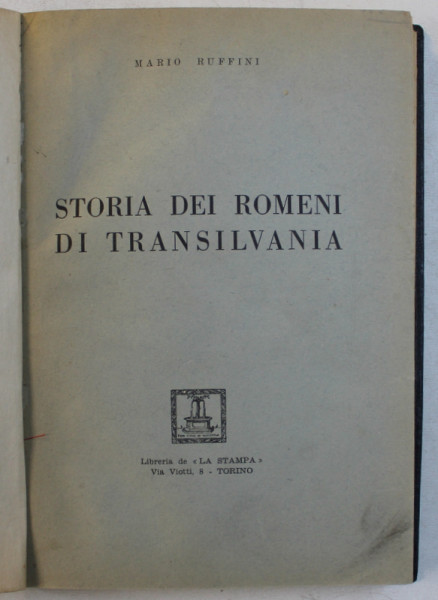 MARIO RUFFINI
STORIA DEI ROMENI
DI TRANSILVANIA
Libreria de «LA STAMPA»
Via Viotti, 8 - TORINO